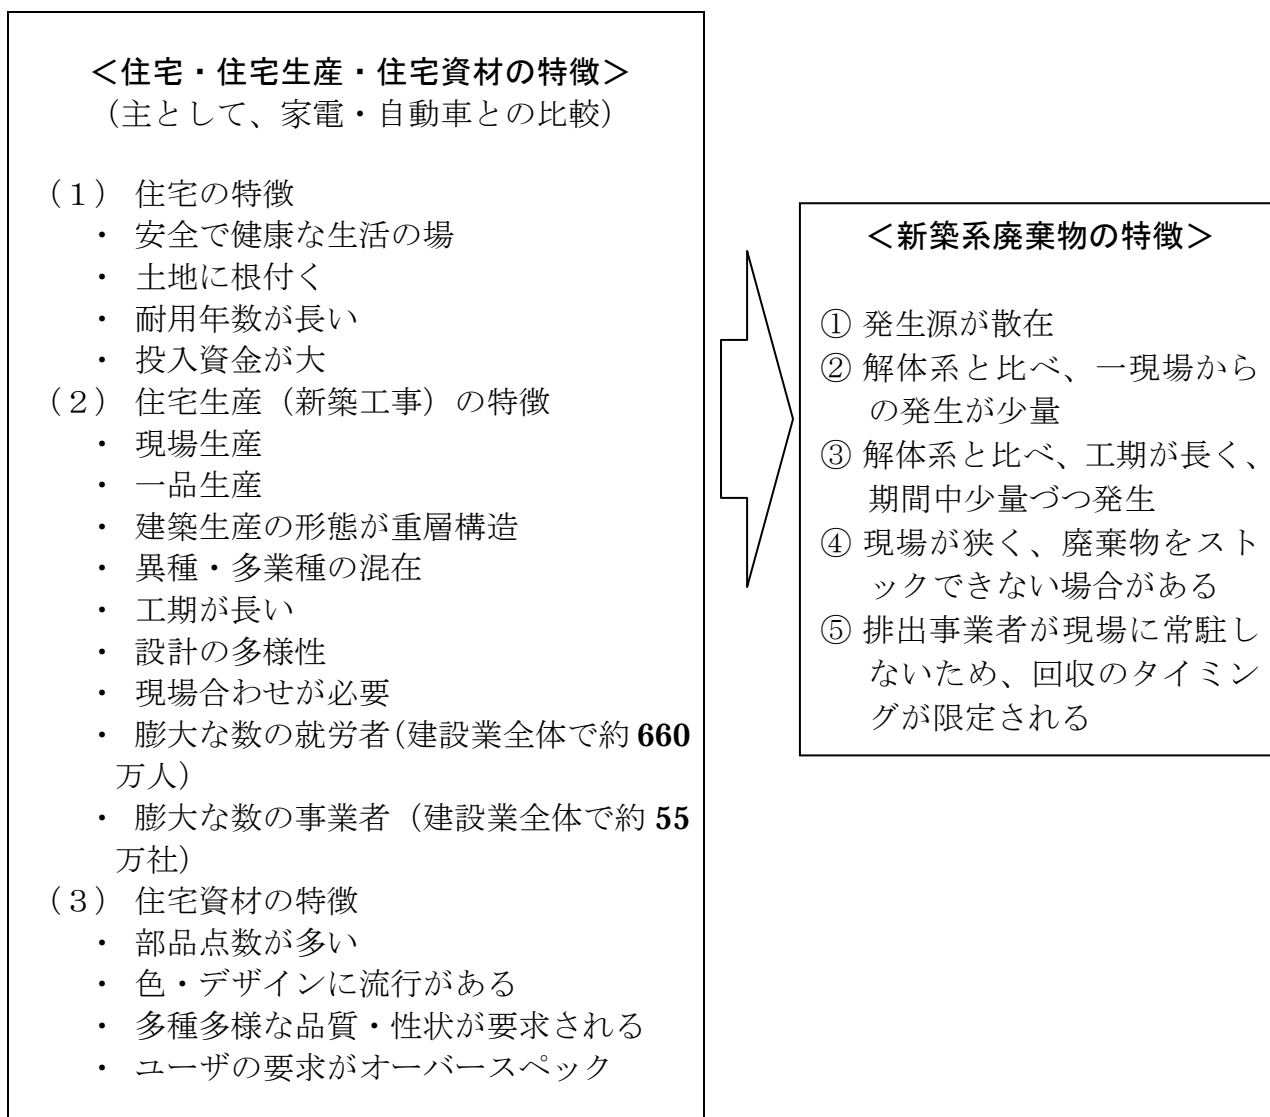 ＜住宅・住宅生産・住宅資材の特徴＞
（主として、家電・自動車との比較）
（１） 住宅の特徴
・ 安全で健康な生活の場
・ 土地に根付く
・ 耐用年数が長い
・ 投入資金が大
（２） 住宅生産（新築工事）の特徴
・ 現場生産
・ 一品生産
・ 建築生産の形態が重層構造
・ 異種・多業種の混在
・ 工期が長い
・ 設計の多様性
・ 現場合わせが必要
・ 膨大な数の就労者（建設業全体で約 660
万人）
・ 膨大な数の事業者（建設業全体で約 55
万社）
（３） 住宅資材の特徴
・ 部品点数が多い
・ 色・デザインに流行がある
・ 多種多様な品質・性状が要求される
・ ユーザの要求がオーバースペック
＜新築系廃棄物の特徴＞
① 発生源が散在
② 解体系と比べ、一現場から
の発生が少量
③ 解体系と比べ、工期が長く、
期間中少量づつ発生
④ 現場が狭く、廃棄物をスト
ックできない場合がある
⑤ 排出事業者が現場に常駐し
ないため、回収のタイミン
グが限定される